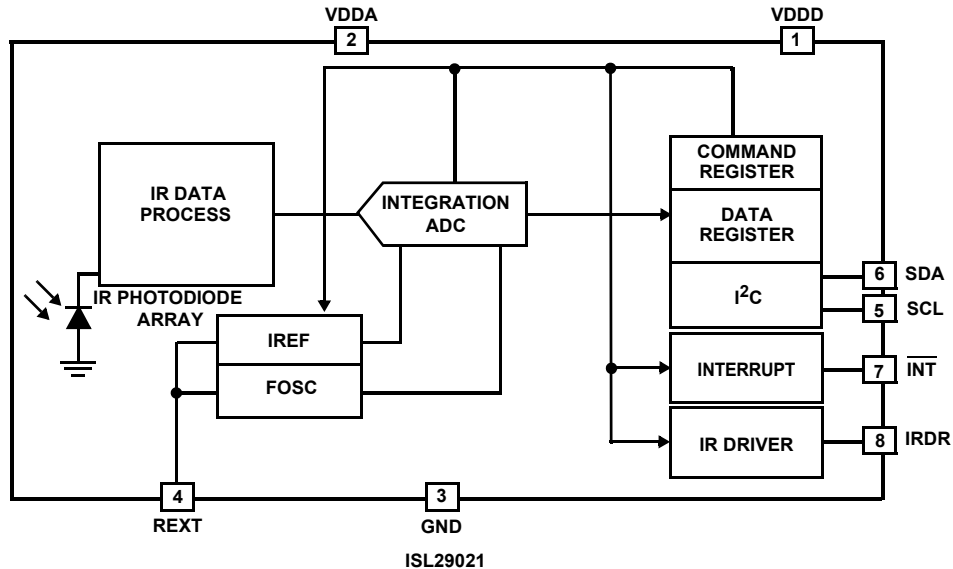 VDDA
VDDD
2
1
COMMAND
REGISTER
IR DATA
PROCESS
INTEGRATION
ADC
DATA
REGISTER
I²C
6
SDA
5
SCL
IR PHOTODIODE
ARRAY
IREF
FOSC
INTERRUPT
7
INT
IR DRIVER
8
IRDR
4
3
REXT
GND
ISL29021